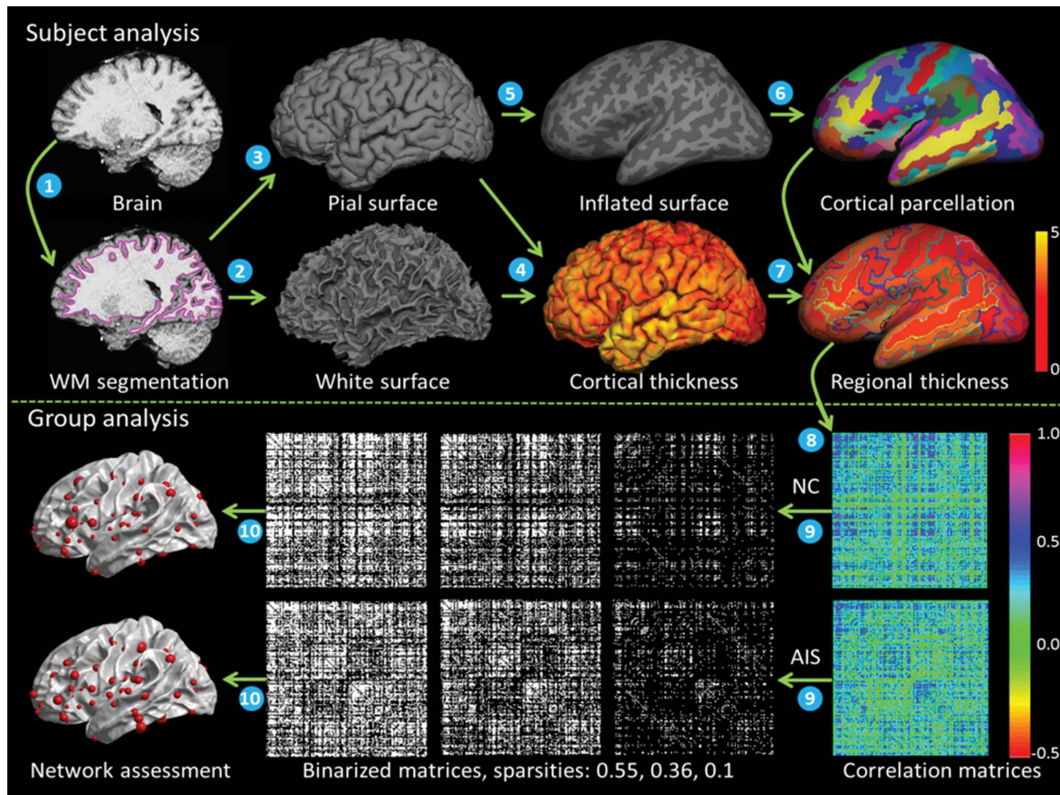 Subject analysis
1
2
3
4
5
6
7
Brain
Pial surface
Inflated surface
Cortical parcellation
5
0
WM segmentation
White surface
Cortical thickness
Regional thickness
Group analysis
8
NC
9
10
AIS
9
10
1.0
0.5
0.0
-0.5
Network assessment
Binarized matrices, sparsities: 0.55, 0.36, 0.1
Correlation matrices